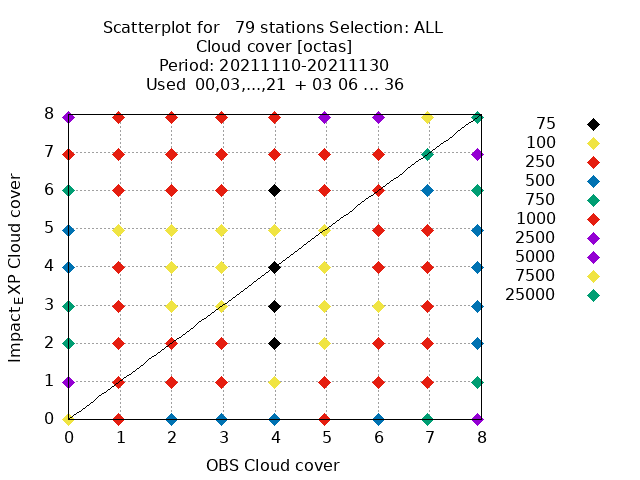 Scatterplot for 79 stations Selection: ALL
Cloud cover [octas]
Period: 20211110-20211130
Used 00,03,...,21 + 03 06 ... 36
8
7
6
5
4
3
2
1
0
Impact_EXP Cloud cover
0 1 2 3 4 5 6 7 8
OBS Cloud cover
75
100
250
500
750
1000
2500
5000
7500
25000